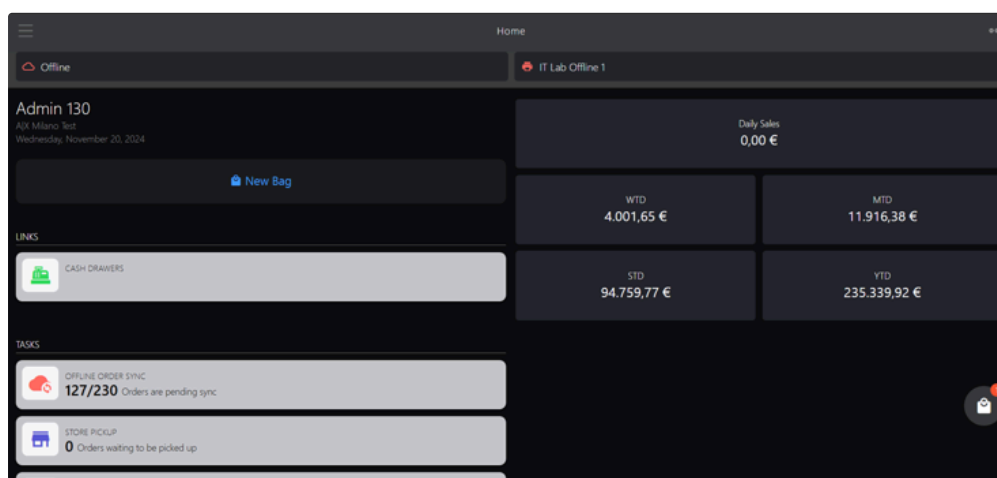 Home
Offline
IT Lab Offline 1
Admin 130
A|X Milano Test
Wednesday, November 20, 2024
New Bag
LINKS
CASH DRAWERS
TASKS
OFFLINE ORDER SYNC
127/230 Orders are pending sync
STORE PICKUP
0 Orders waiting to be picked up
Daily Sales
0,00 €
WTD
4.001,65 €
MTD
11.916,38 €
STD
94.759,77 €
YTD
235.339,92 €